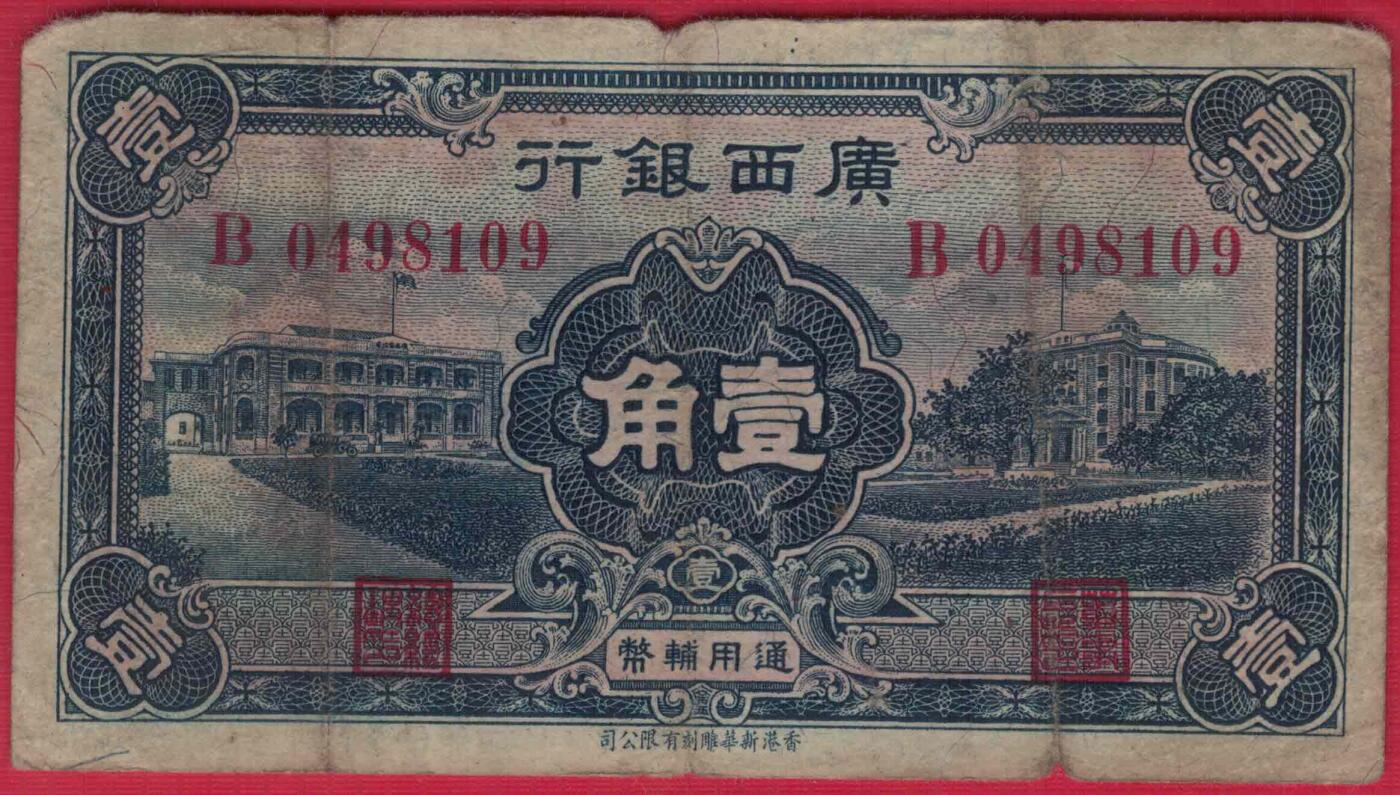 壹 壹
廣西銀行
B 0498109 B 0498109
壹角
壹
通用輔幣
壹 壹
香港新華雕刻有限公司